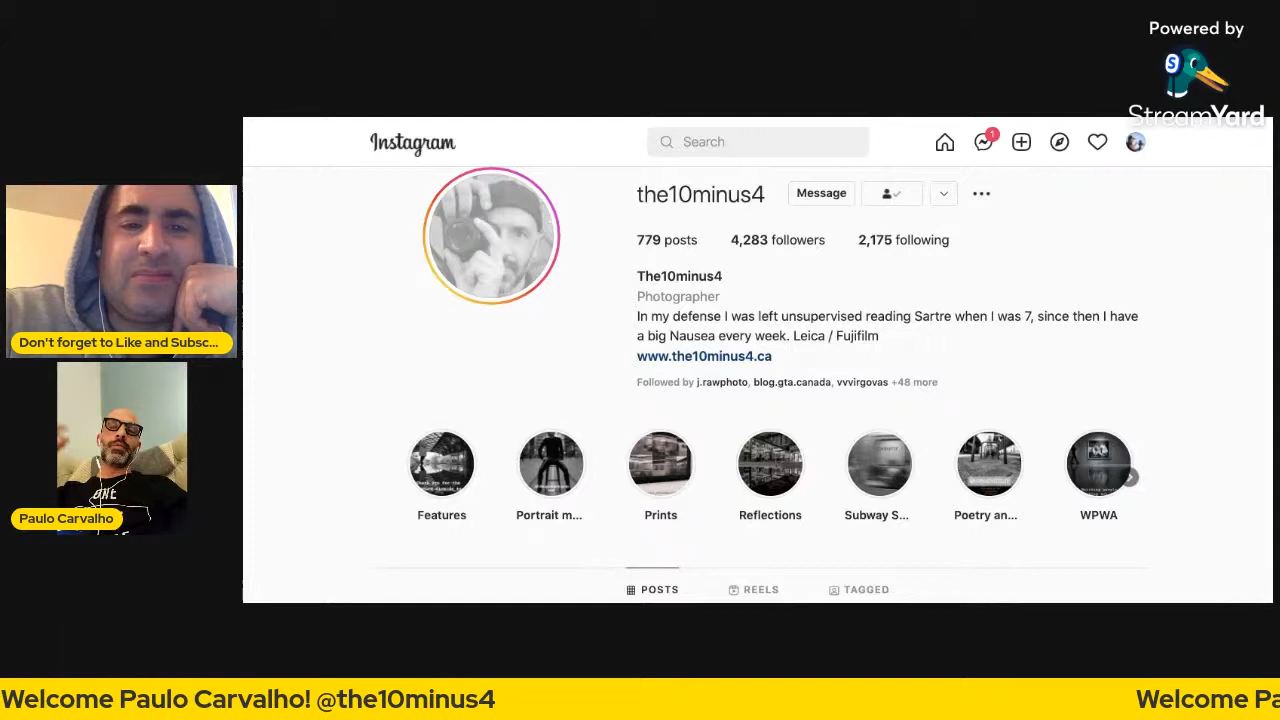 Powered by
StreamYard
Instagram
Search
1
the10minus4
Message
779 posts 4,283 followers 2,175 following
The10minus4
Photographer
In my defense I was left unsupervised reading Sartre when I was 7, since then I have
a big Nausea every week. Leica / Fujifilm
www.the10minus4.ca
Followed by j.rawphoto, blog.gta.canada, vvvirgovas +48 more
Features Portrait m... Prints Reflections Subway S... Poetry an... WPWA
POSTS REELS TAGGED
Don't forget to Like and Subsc...
Paulo Carvalho
Welcome Paulo Carvalho! @the10minus4 Welcome Pa